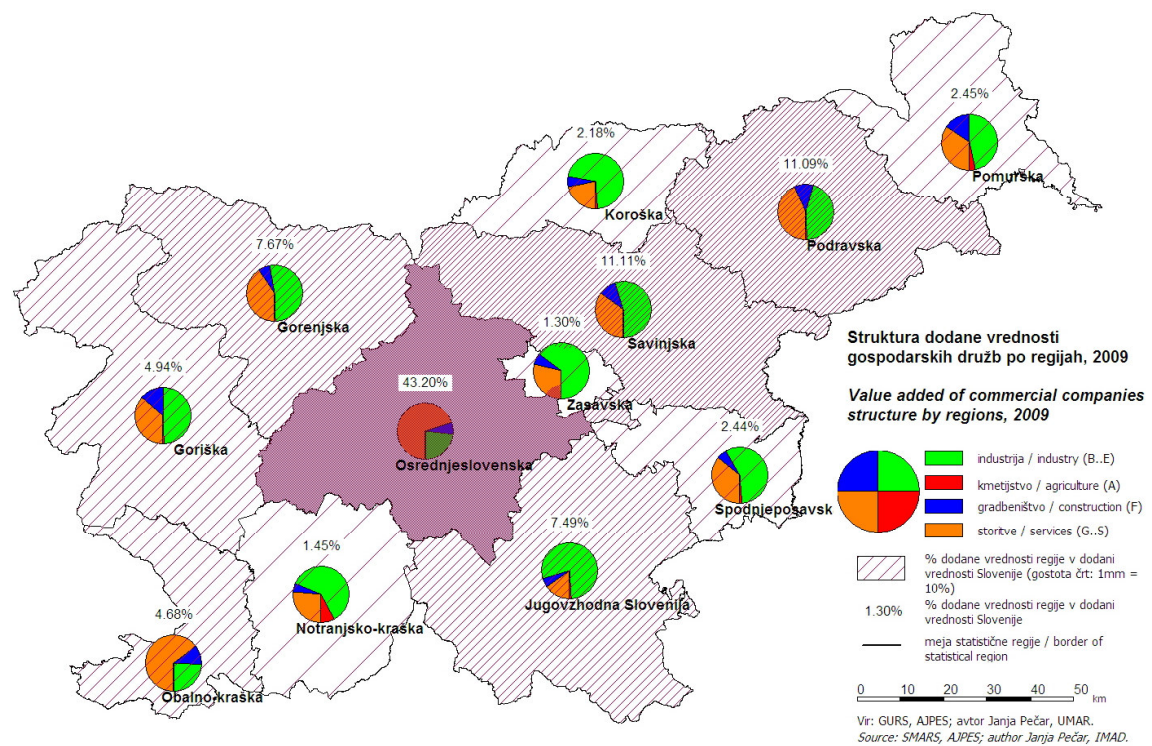 2.45%
Pomurska
2.18%
Koroška
11.09%
Podravska
7.67%
Gorenjska
11.11%
Savinjska
1.30%
Zasavska
4.94%
Goriška
43.20%
Osrednjeslovenska
2.44%
Spodnjeposavsk
7.49%
Jugovzhodna Slovenija
1.45%
Notranjsko-kraška
4.68%
Obalno-kraška
Struktura dodane vrednosti
gospodarskih družb po regijah, 2009
Value added of commercial companies
structure by regions, 2009
industrija / industry (B..E)
kmetijstvo / agriculture (A)
gradbeništvo / construction (F)
storitve / services (G..S)
% dodane vrednosti regije v dodani
vrednosti Slovenije (gostota črt: 1mm =
10%)
1.30%
% dodane vrednosti regije v dodani
vrednosti Slovenije
meja statistične regije / border of
statistical region
0 10 20 30 40 50
km
Vir: GURS, AJPES; avtor Janja Pečar, UMAR.
Source: SMARS, AJPES; author Janja Pečar, IMAD.